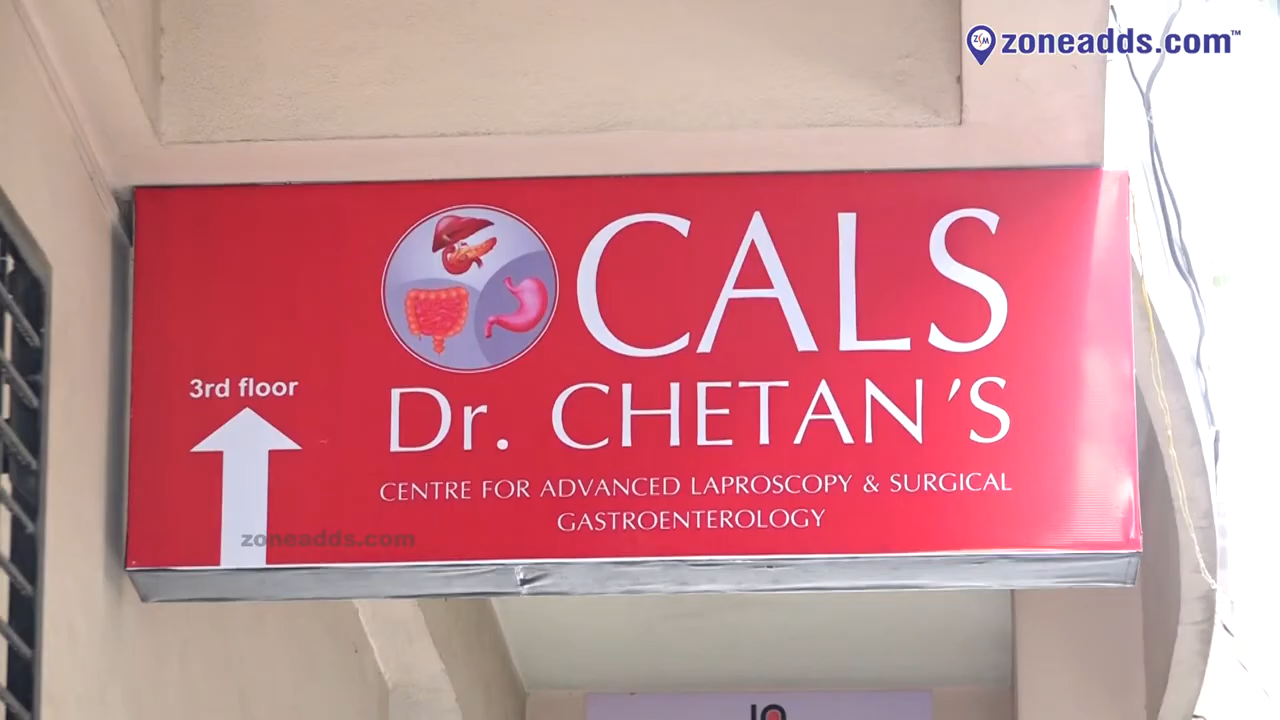 zoneadds.com™
CALS
3rd floor
Dr. CHETAN'S
CENTRE FOR ADVANCED LAPROSCOPY & SURGICAL
GASTROENTEROLOGY
zoneadds.com